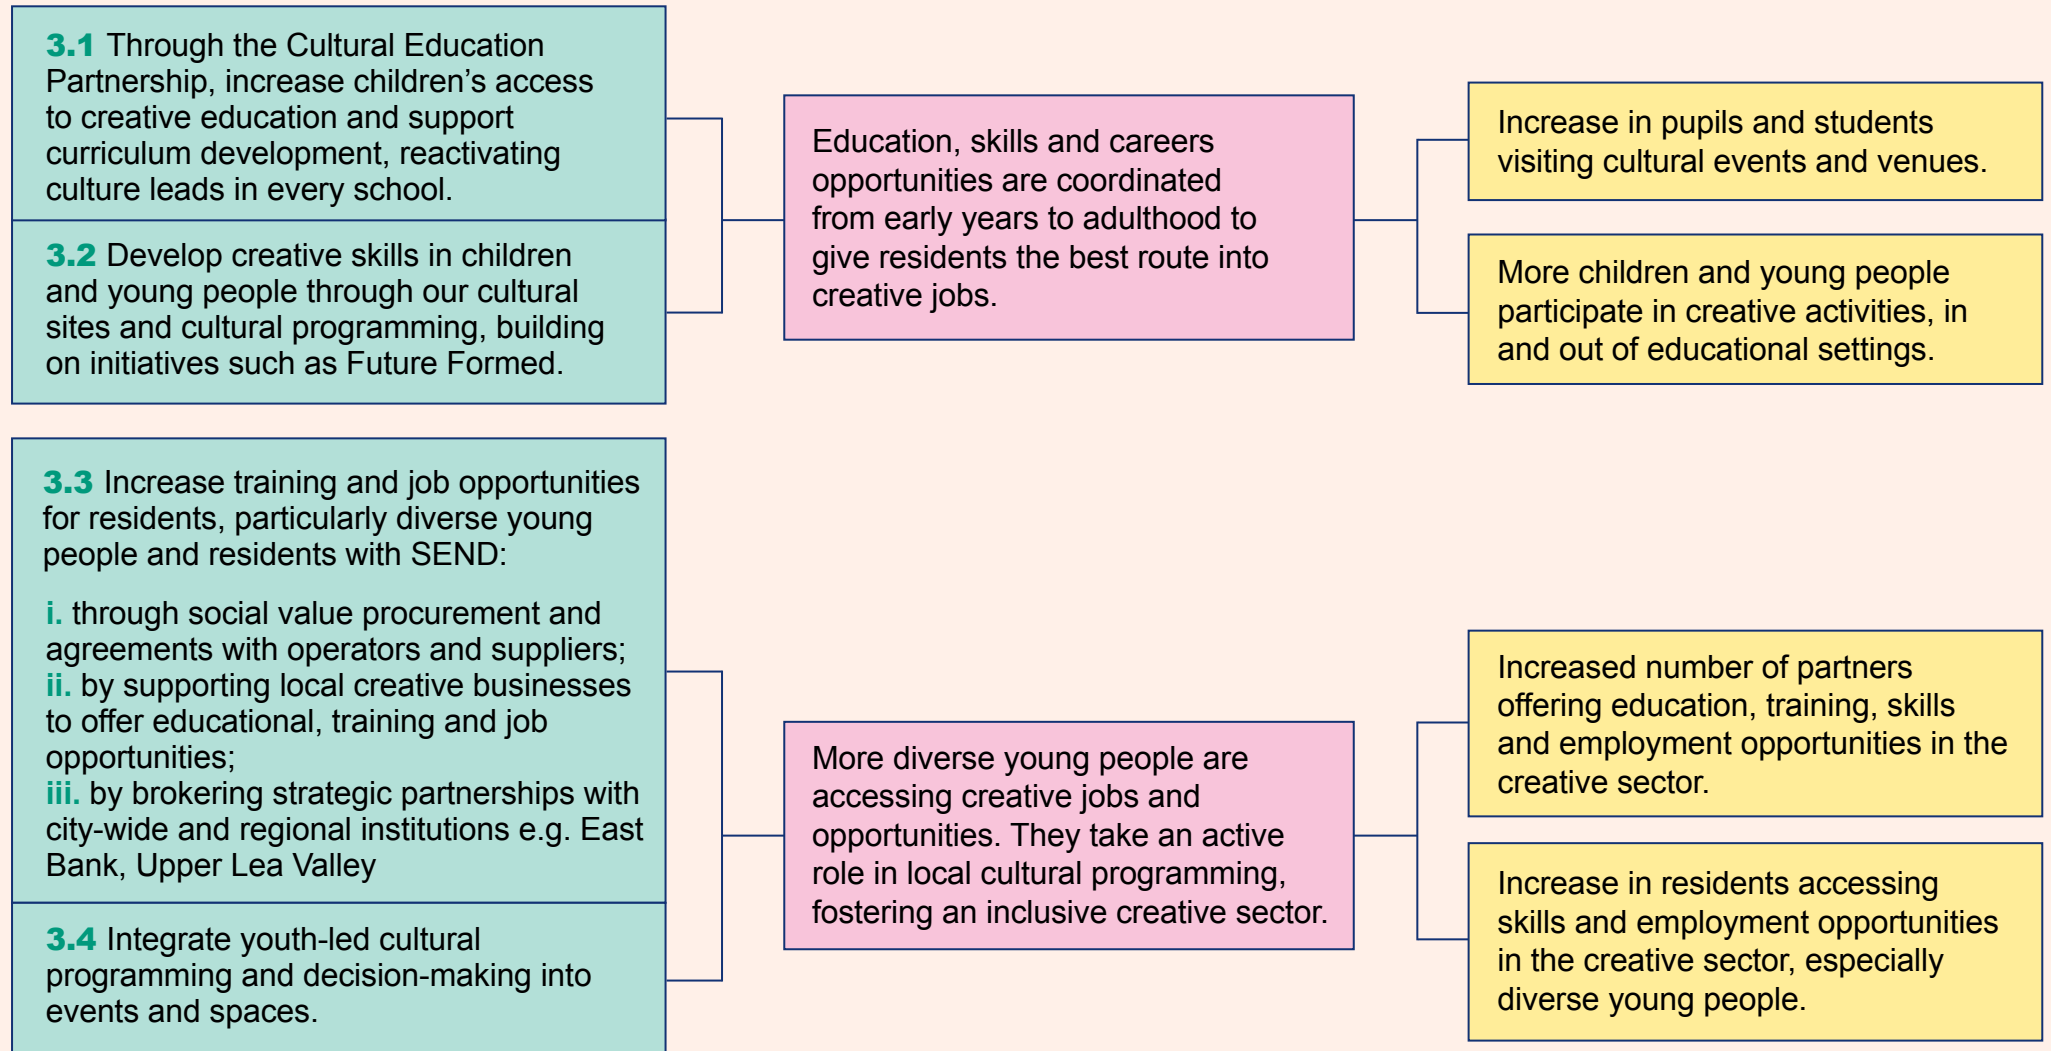 3.1 Through the Cultural Education
Partnership, increase children’s access
to creative education and support
curriculum development, reactivating
culture leads in every school.
3.2 Develop creative skills in children
and young people through our cultural
sites and cultural programming, building
on initiatives such as Future Formed.
Education, skills and careers
opportunities are coordinated
from early years to adulthood to
give residents the best route into
creative jobs.
Increase in pupils and students
visiting cultural events and venues.
More children and young people
participate in creative activities, in
and out of educational settings.
3.3 Increase training and job opportunities
for residents, particularly diverse young
people and residents with SEND:
i. through social value procurement and
agreements with operators and suppliers;
ii. by supporting local creative businesses
to offer educational, training and job
opportunities;
iii. by brokering strategic partnerships with
city-wide and regional institutions e.g. East
Bank, Upper Lea Valley
3.4 Integrate youth-led cultural
programming and decision-making into
events and spaces.
More diverse young people are
accessing creative jobs and
opportunities. They take an active
role in local cultural programming,
fostering an inclusive creative sector.
Increased number of partners
offering education, training, skills
and employment opportunities in the
creative sector.
Increase in residents accessing
skills and employment opportunities
in the creative sector, especially
diverse young people.